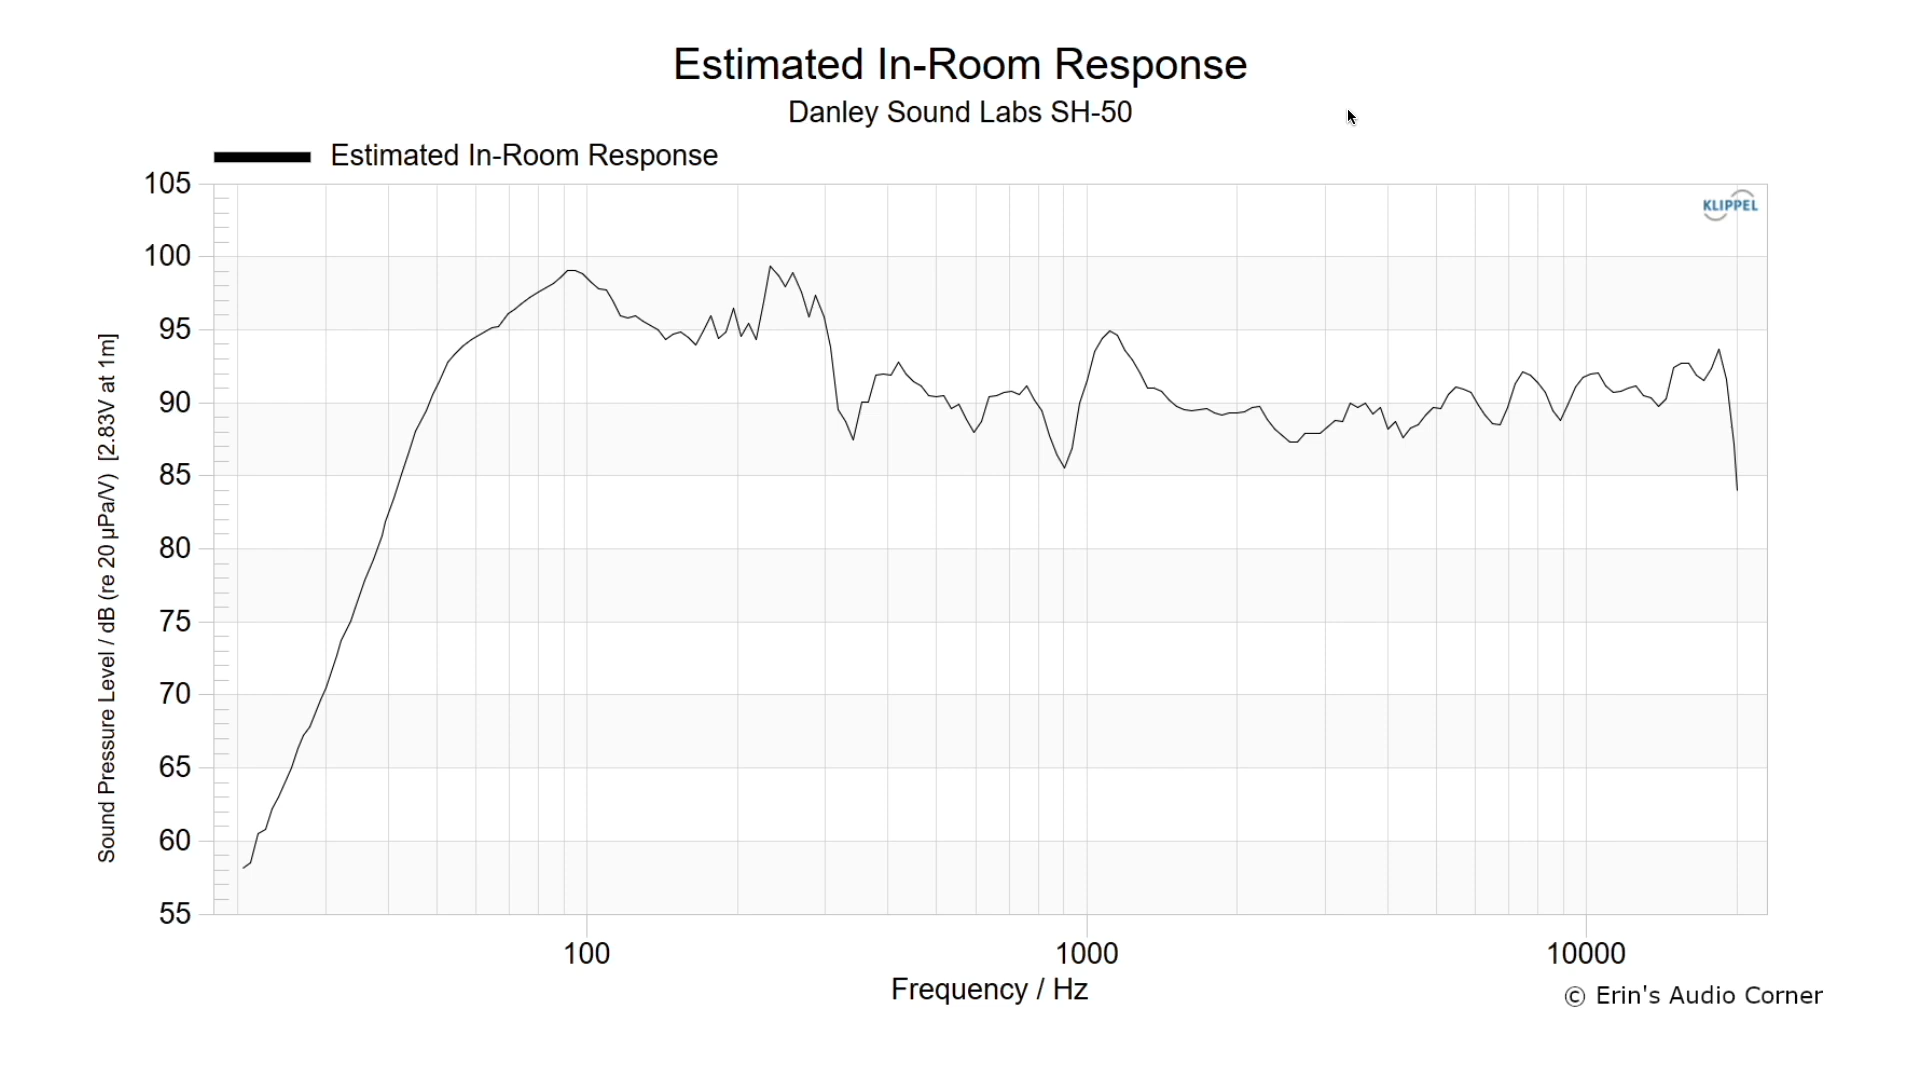 Estimated In-Room Response
Danley Sound Labs SH-50
Estimated In-Room Response
KLIPPEL
105
100
95
90
85
80
75
70
65
60
55
Sound Pressure Level / dB (re 20 µPa/V)  [2.83V at 1m]
100
1000
10000
Frequency / Hz
© Erin's Audio Corner